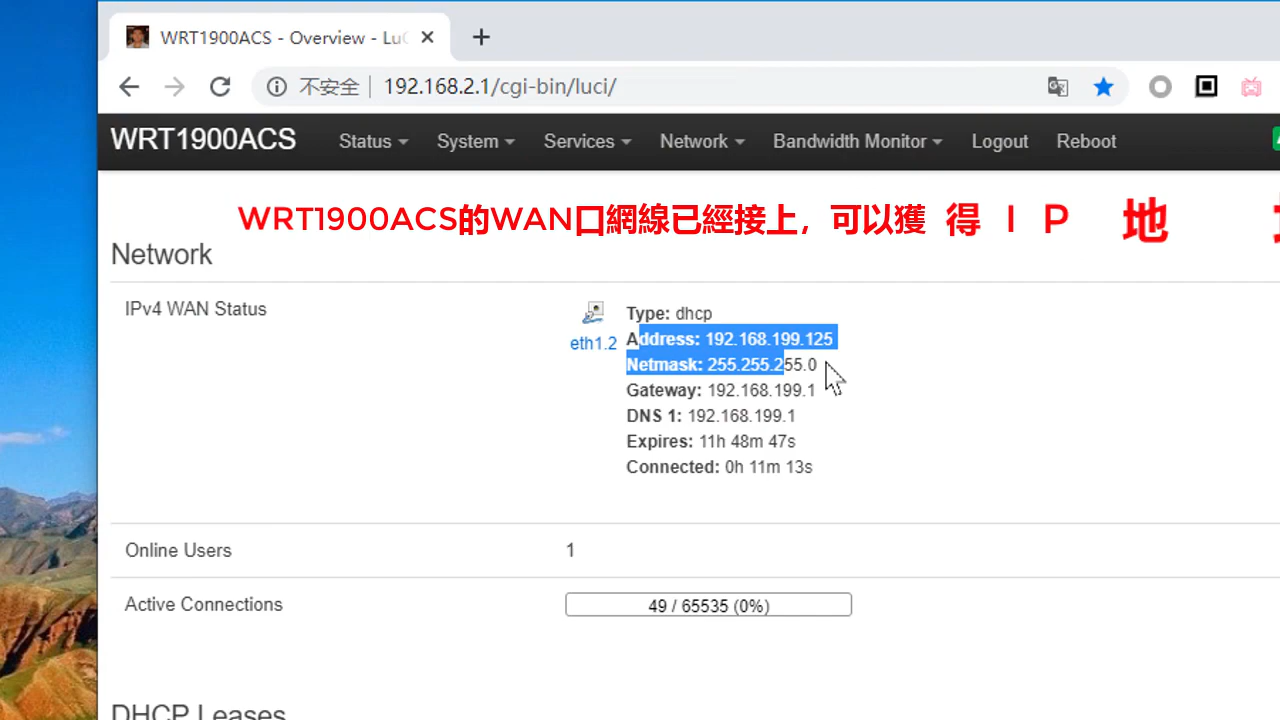 WRT1900ACS - Overview - Lu
不安全 192.168.2.1/cgi-bin/luci/
WRT1900ACS Status System Services Network Bandwidth Monitor Logout Reboot
WRT1900ACS的WAN口網線已經接上，可以獲得IP地
Network
IPv4 WAN Status
eth1.2
Type: dhcp
Address: 192.168.199.125
Netmask: 255.255.255.0
Gateway: 192.168.199.1
DNS 1: 192.168.199.1
Expires: 11h 48m 47s
Connected: 0h 11m 13s
Online Users 1
Active Connections 49 / 65535 (0%)
DHCP Leases